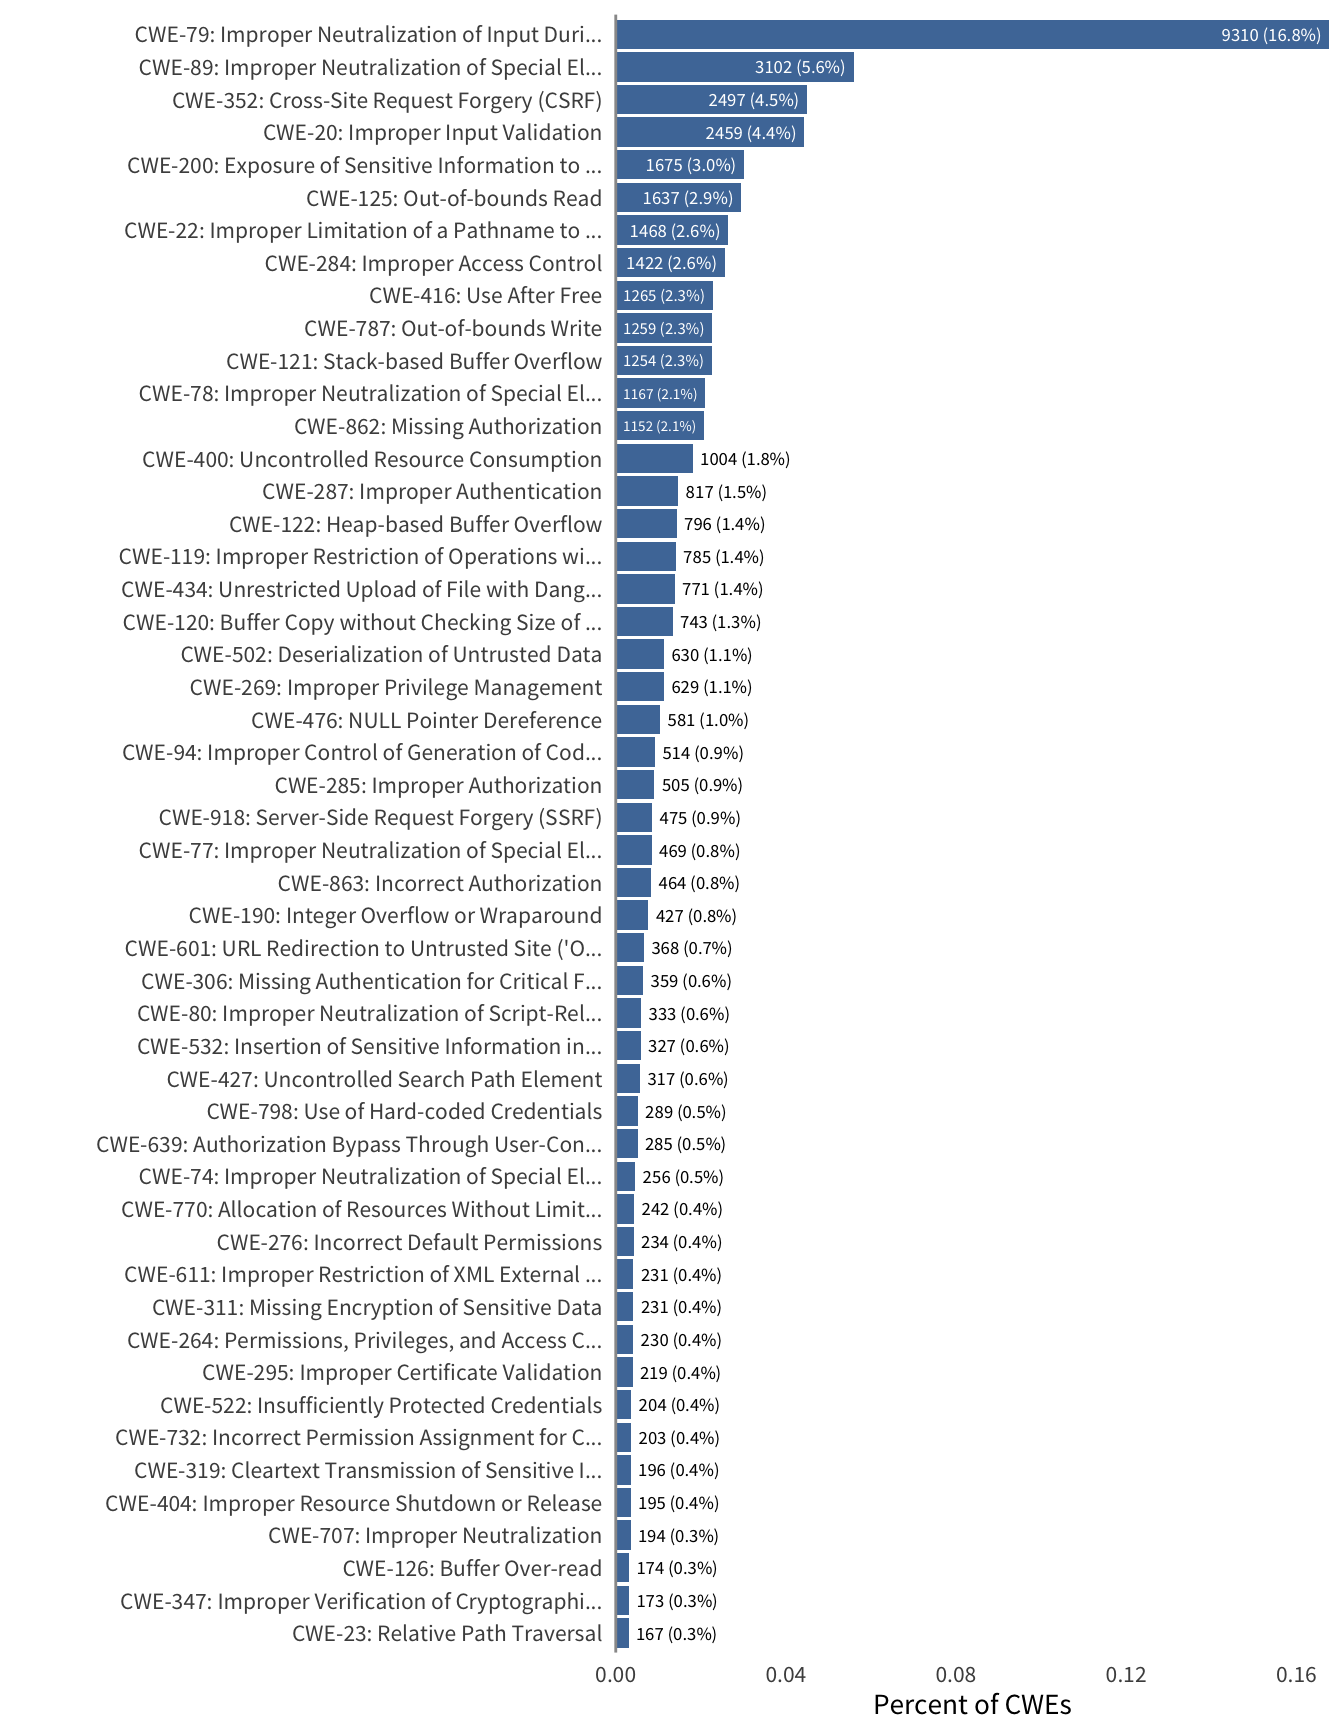 CWE-79: Improper Neutralization of Input Duri... 9310 (16.8%)
CWE-89: Improper Neutralization of Special El... 3102 (5.6%)
CWE-352: Cross-Site Request Forgery (CSRF) 2497 (4.5%)
CWE-20: Improper Input Validation 2459 (4.4%)
CWE-200: Exposure of Sensitive Information to ... 1675 (3.0%)
CWE-125: Out-of-bounds Read 1637 (2.9%)
CWE-22: Improper Limitation of a Pathname to ... 1468 (2.6%)
CWE-284: Improper Access Control 1422 (2.6%)
CWE-416: Use After Free 1265 (2.3%)
CWE-787: Out-of-bounds Write 1259 (2.3%)
CWE-121: Stack-based Buffer Overflow 1254 (2.3%)
CWE-78: Improper Neutralization of Special El... 1167 (2.1%)
CWE-862: Missing Authorization 1152 (2.1%)
CWE-400: Uncontrolled Resource Consumption 1004 (1.8%)
CWE-287: Improper Authentication 817 (1.5%)
CWE-122: Heap-based Buffer Overflow 796 (1.4%)
CWE-119: Improper Restriction of Operations wi... 785 (1.4%)
CWE-434: Unrestricted Upload of File with Dang... 771 (1.4%)
CWE-120: Buffer Copy without Checking Size of ... 743 (1.3%)
CWE-502: Deserialization of Untrusted Data 630 (1.1%)
CWE-269: Improper Privilege Management 629 (1.1%)
CWE-476: NULL Pointer Dereference 581 (1.0%)
CWE-94: Improper Control of Generation of Cod... 514 (0.9%)
CWE-285: Improper Authorization 505 (0.9%)
CWE-918: Server-Side Request Forgery (SSRF) 475 (0.9%)
CWE-77: Improper Neutralization of Special El... 469 (0.8%)
CWE-863: Incorrect Authorization 464 (0.8%)
CWE-190: Integer Overflow or Wraparound 427 (0.8%)
CWE-601: URL Redirection to Untrusted Site ('O... 368 (0.7%)
CWE-306: Missing Authentication for Critical F... 359 (0.6%)
CWE-80: Improper Neutralization of Script-Rel... 333 (0.6%)
CWE-532: Insertion of Sensitive Information in... 327 (0.6%)
CWE-427: Uncontrolled Search Path Element 317 (0.6%)
CWE-798: Use of Hard-coded Credentials 289 (0.5%)
CWE-639: Authorization Bypass Through User-Con... 285 (0.5%)
CWE-74: Improper Neutralization of Special El... 256 (0.5%)
CWE-770: Allocation of Resources Without Limit... 242 (0.4%)
CWE-276: Incorrect Default Permissions 234 (0.4%)
CWE-611: Improper Restriction of XML External ... 231 (0.4%)
CWE-311: Missing Encryption of Sensitive Data 231 (0.4%)
CWE-264: Permissions, Privileges, and Access C... 230 (0.4%)
CWE-295: Improper Certificate Validation 219 (0.4%)
CWE-522: Insufficiently Protected Credentials 204 (0.4%)
CWE-732: Incorrect Permission Assignment for C... 203 (0.4%)
CWE-319: Cleartext Transmission of Sensitive I... 196 (0.4%)
CWE-404: Improper Resource Shutdown or Release 195 (0.4%)
CWE-707: Improper Neutralization 194 (0.3%)
CWE-126: Buffer Over-read 174 (0.3%)
CWE-347: Improper Verification of Cryptographi... 173 (0.3%)
CWE-23: Relative Path Traversal 167 (0.3%)
0.00 0.04 0.08 0.12 0.16
Percent of CWEs